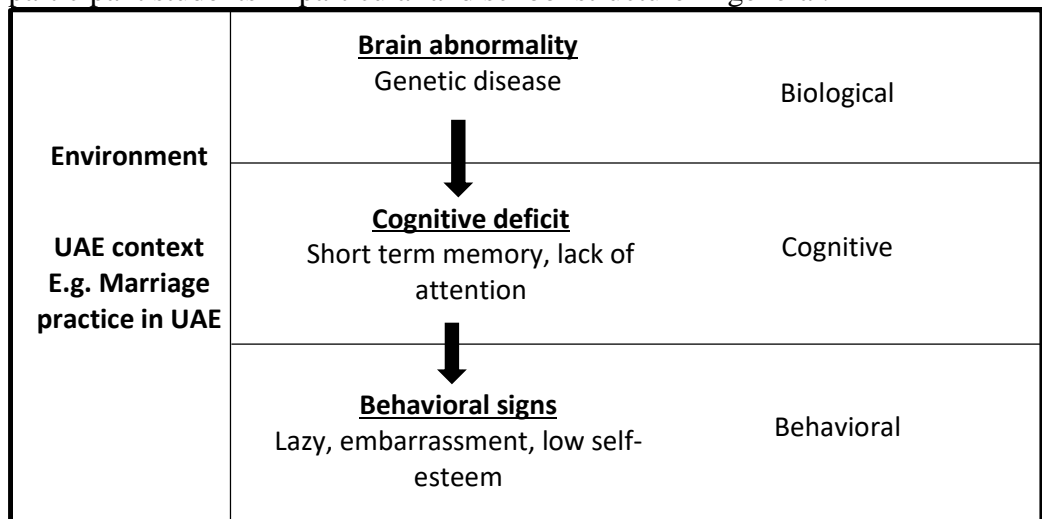 Environment
UAE context
E.g. Marriage
practice in UAE
Brain abnormality
Genetic disease
Biological
Cognitive deficit
Short term memory, lack of
attention
Cognitive
Behavioral signs
Lazy, embarrassment, low self-
esteem
Behavioral